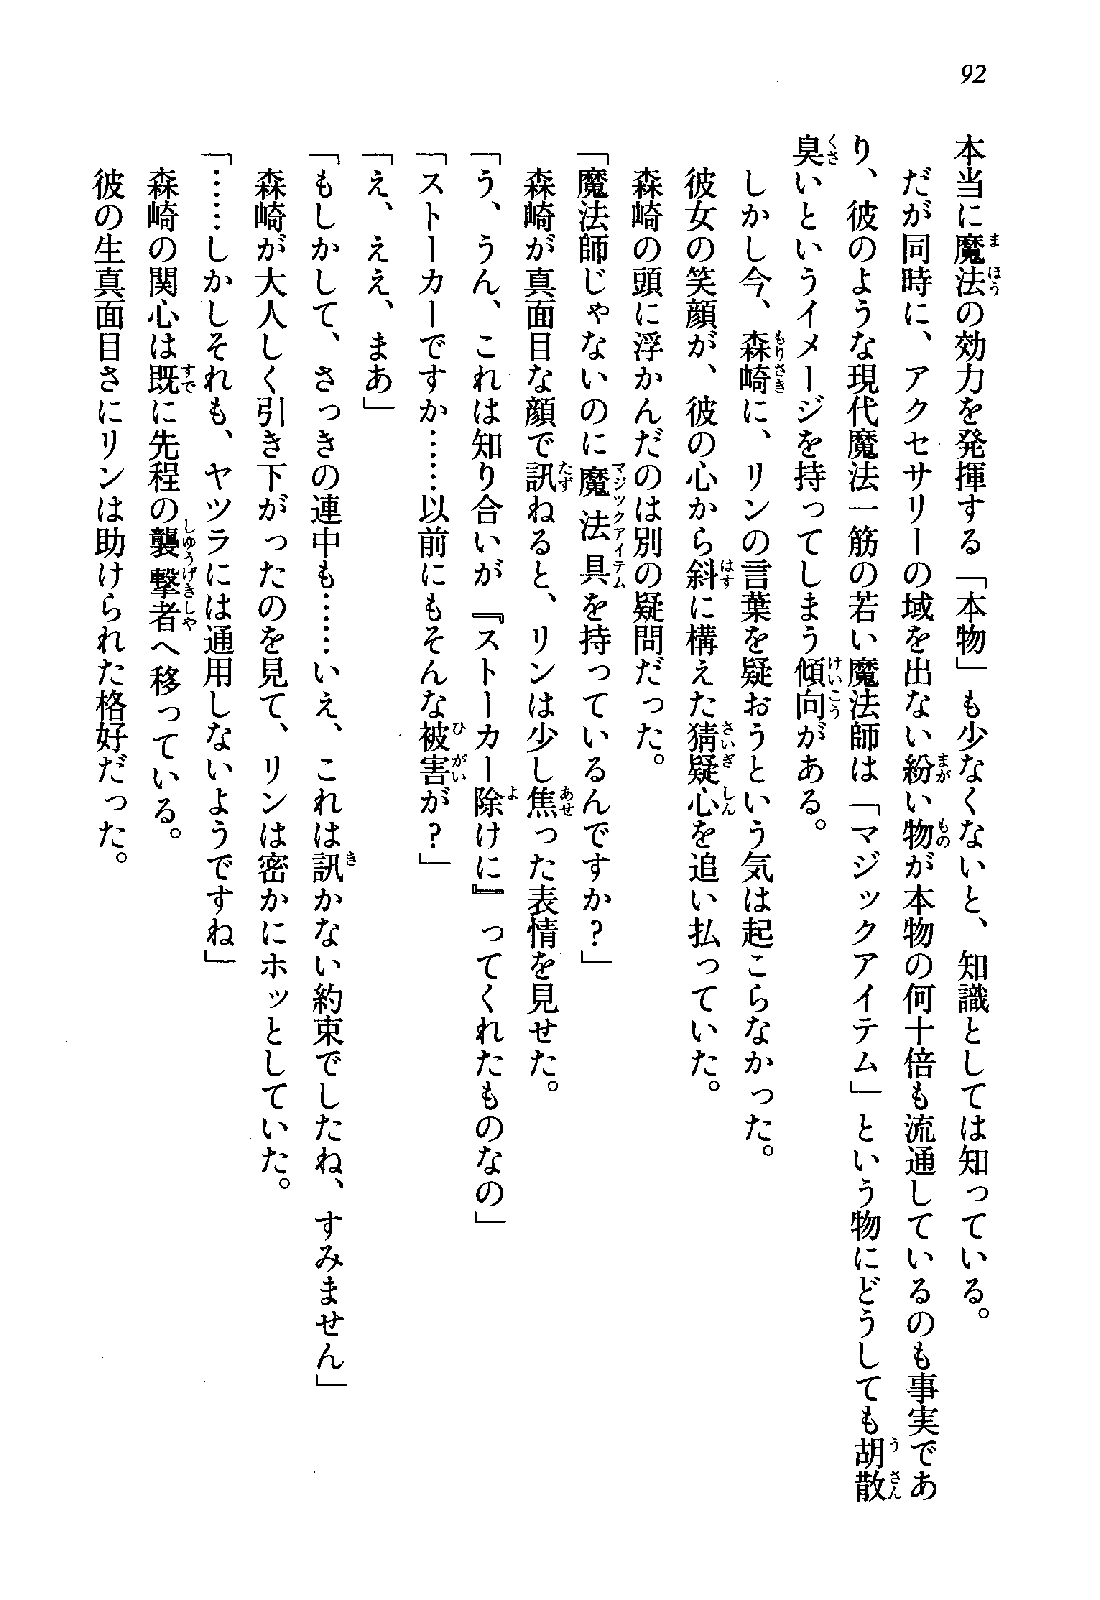 92
本当に魔法の効力を発揮する「本物」も少なくないと、知識としては知っている。
だが同時に、アクセサリーの域を出ない紛い物が本物の何十倍も流通しているのも事実であ
り、彼のような現代魔法一筋の若い魔法師は「マジックアイテム」という物にどうしても胡散
臭いというイメージを持ってしまう傾向がある。
しかし今、森崎に、リンの言葉を疑おうという気は起こらなかった。
彼女の笑顔が、彼の心から斜に構えた猜疑心を追い払っていた。
森崎の頭に浮かんだのは別の疑問だった。
「魔法師じゃないのに魔法具を持っているんですか？」
森崎が真面目な顔で訊ねると、リンは少し焦った表情を見せた。
「う、うん、これは知り合いが『ストーカー除けに』ってくれたものなの」
「ストーカーですか……以前にもそんな被害が？」
「え、ええ、まあ」
「もしかして、さっきの連中も……いえ、これは訊かない約束でしたね、すみません」
森崎が大人しく引き下がったのを見て、リンは密かにホッとしていた。
「……しかしそれも、ヤツラには通用しないようですね」
森崎の関心は既に先程の襲撃者へ移っている。
彼の生真面目さにリンは助けられた格好だった。